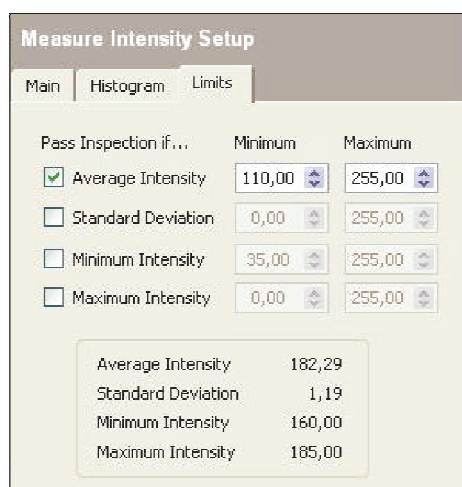 Measure Intensity Setup
Main Histogram Limits
Pass Inspection if... Minimum Maximum
Average Intensity 110,00 255,00
Standard Deviation 0,00 255,00
Minimum Intensity 35,00 255,00
Maximum Intensity 0,00 255,00
Average Intensity 182,29
Standard Deviation 1,19
Minimum Intensity 160,00
Maximum Intensity 185,00